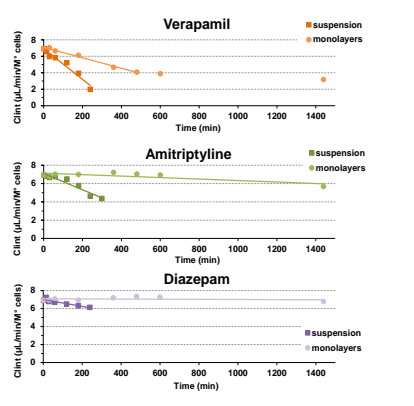 Verapamil
suspension
monolayers
Clint (µL/min/M* cells)
8
6
4
2
0
0 200 400 600 800 1000 1200 1400
Time (min)
Amitriptyline
suspension
monolayers
Clint (µL/min/M* cells)
8
6
4
2
0
0 200 400 600 800 1000 1200 1400
Time (min)
Diazepam
Clint (µL/min/M* cells)
8
6
4
2
0
suspension
monolayers
0 200 400 600 800 1000 1200 1400
Time (min)